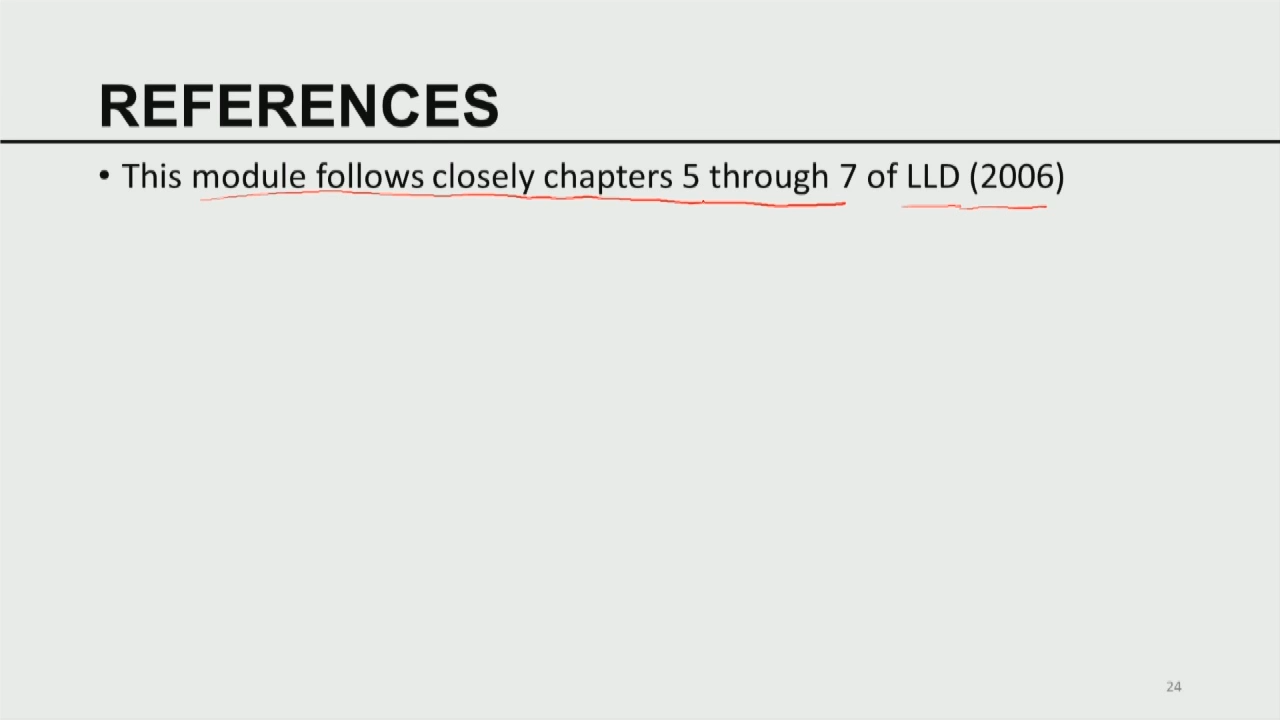 REFERENCES
• This module follows closely chapters 5 through 7 of LLD (2006)
24